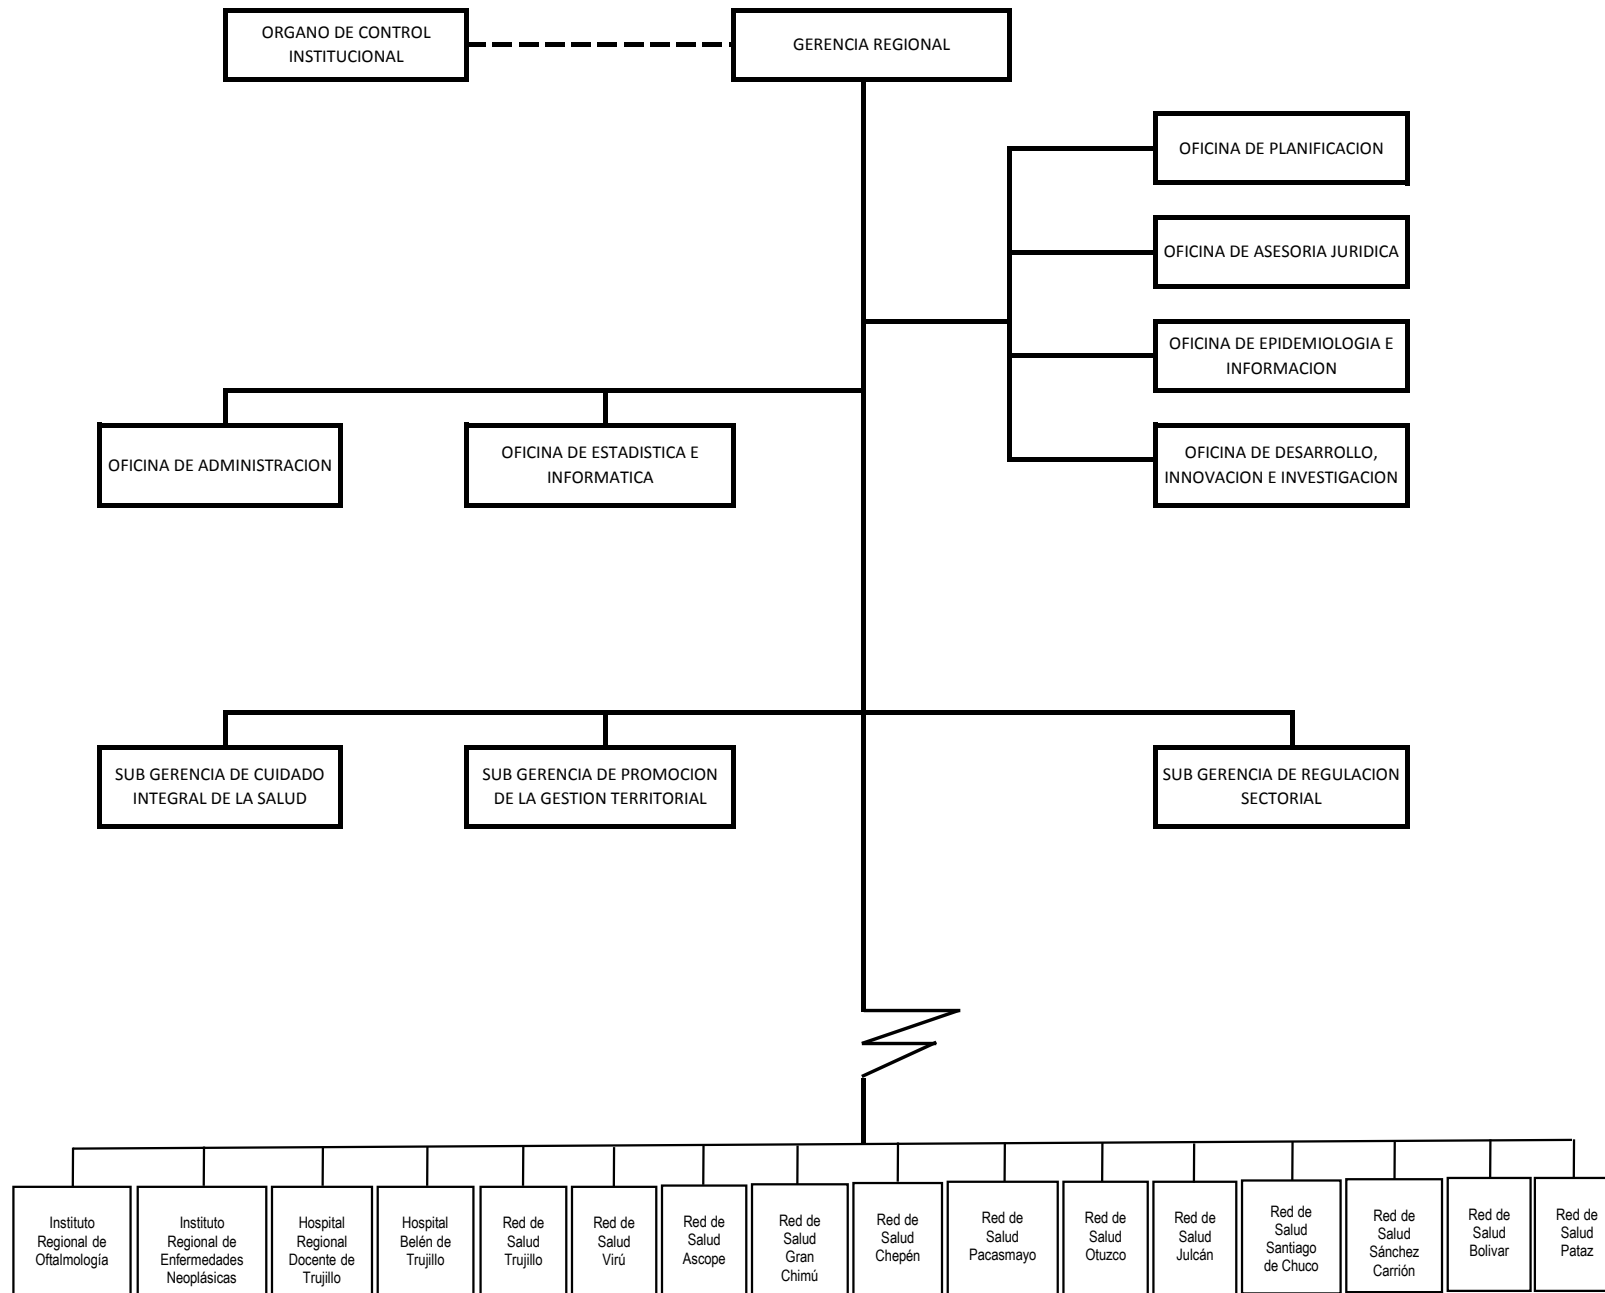 ORGANO DE CONTROL
INSTITUCIONAL
GERENCIA REGIONAL
OFICINA DE PLANIFICACION
OFICINA DE ASESORIA JURIDICA
OFICINA DE EPIDEMIOLOGIA E
INFORMACION
OFICINA DE ADMINISTRACION
OFICINA DE ESTADISTICA E
INFORMATICA
OFICINA DE DESARROLLO,
INNOVACION E INVESTIGACION
SUB GERENCIA DE CUIDADO
INTEGRAL DE LA SALUD
SUB GERENCIA DE PROMOCION
DE LA GESTION TERRITORIAL
SUB GERENCIA DE REGULACION
SECTORIAL
Instituto
Regional de
Oftalmología
Instituto
Regional de
Enfermedades
Neoplásicas
Hospital
Regional
Docente de
Trujillo
Hospital
Belén de
Trujillo
Red de
Salud
Trujillo
Red de
Salud
Virú
Red de
Salud
Ascope
Red de
Salud
Gran
Chimú
Red de
Salud
Chepén
Red de
Salud
Pacasmayo
Red de
Salud
Otuzco
Red de
Salud
Julcán
Red de
Salud
Santiago
de Chuco
Red de
Salud
Sánchez
Carrión
Red de
Salud
Bolivar
Red de
Salud
Pataz